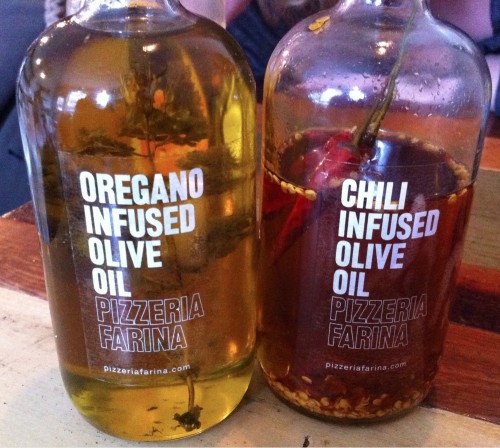 OREGANO
INFUSED
OLIVE
OIL
PIZZERIA
FARINA
pizzeriafarina.com
CHILI
INFUSED
OLIVE
OIL
PIZZERIA
FARINA
pizzeriafarina.com